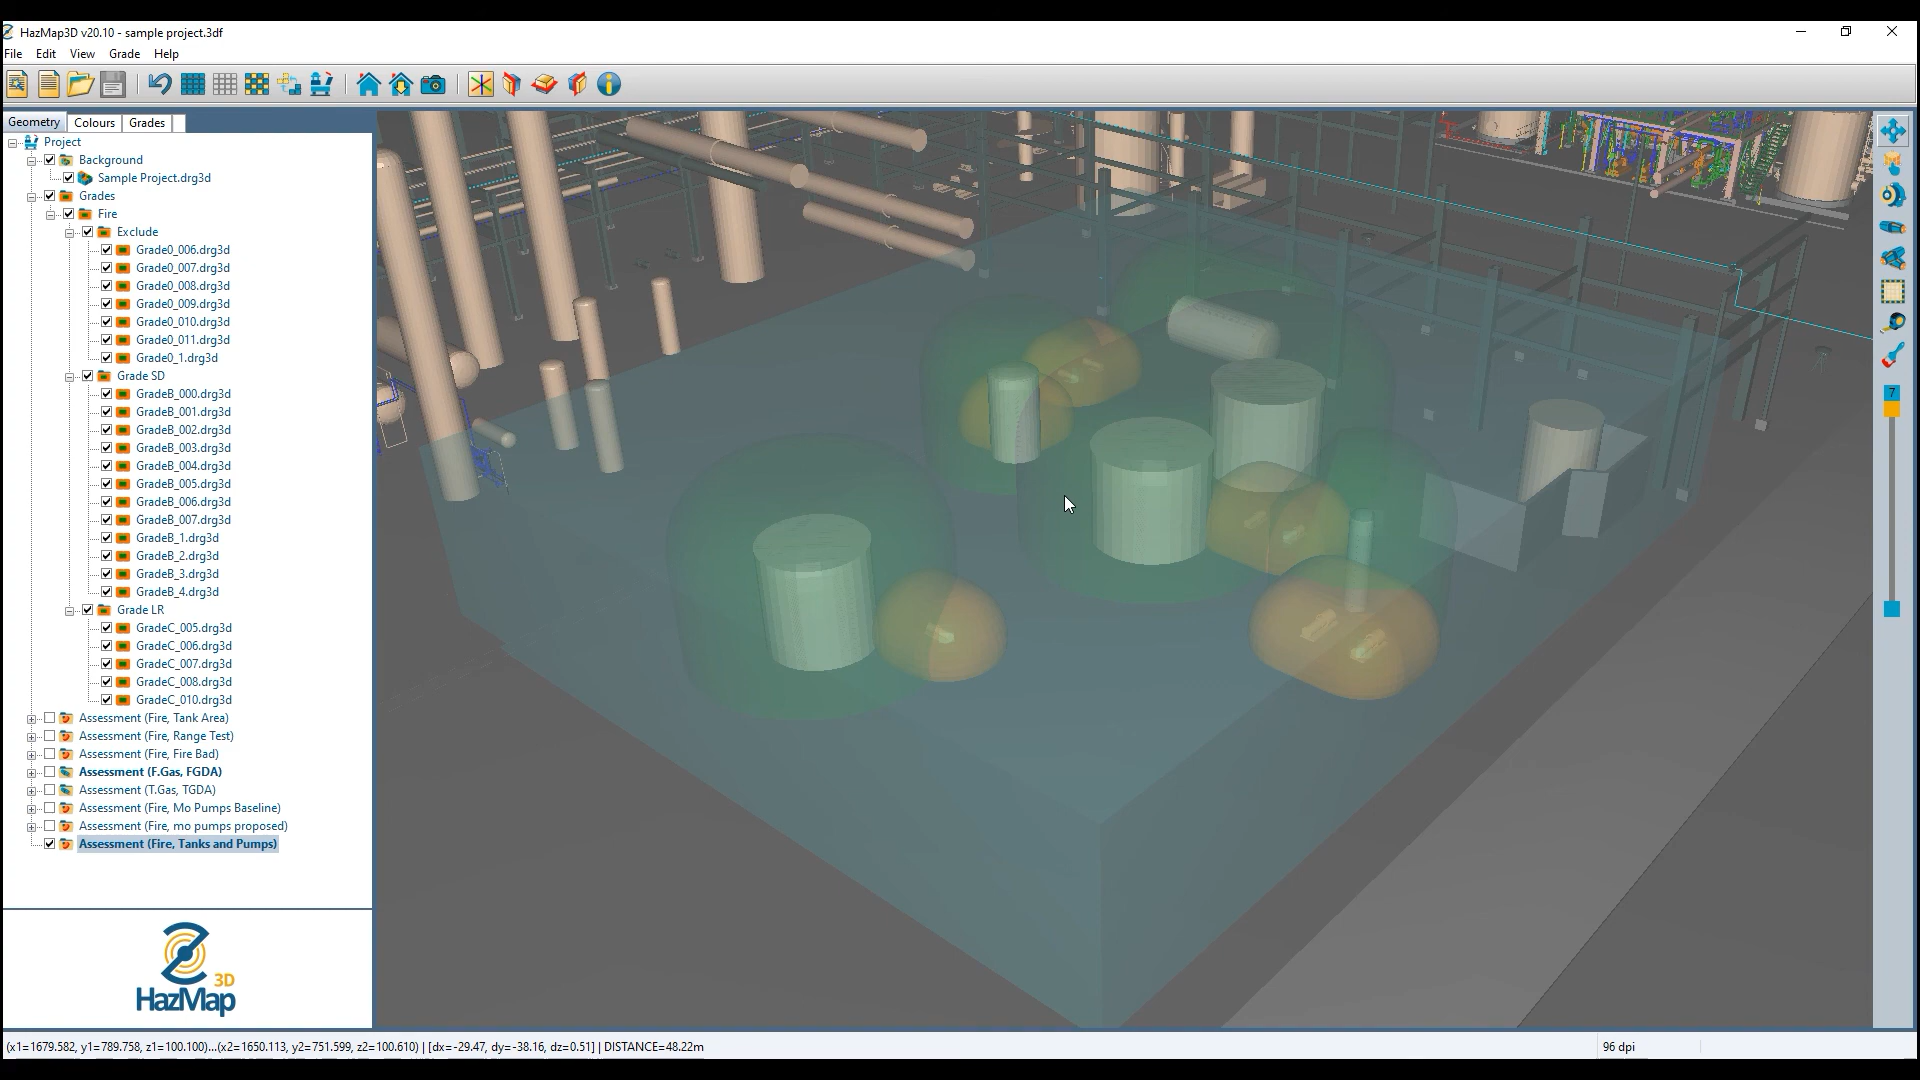 HazMap3D v20.10 - sample project.3df
File Edit View Grade Help
Geometry Colours Grades
Project
Background
Sample Project.drg3d
Grades
Fire
Exclude
Grade0_006.drg3d
Grade0_007.drg3d
Grade0_008.drg3d
Grade0_009.drg3d
Grade0_010.drg3d
Grade0_011.drg3d
Grade0_1.drg3d
Grade SD
GradeB_000.drg3d
GradeB_001.drg3d
GradeB_002.drg3d
GradeB_003.drg3d
GradeB_004.drg3d
GradeB_005.drg3d
GradeB_006.drg3d
GradeB_007.drg3d
GradeB_1.drg3d
GradeB_2.drg3d
GradeB_3.drg3d
GradeB_4.drg3d
Grade LR
GradeC_005.drg3d
GradeC_006.drg3d
GradeC_007.drg3d
GradeC_008.drg3d
GradeC_010.drg3d
Assessment (Fire, Tank Area)
Assessment (Fire, Range Test)
Assessment (Fire, Fire Bad)
Assessment (F.Gas, FGDA)
Assessment (T.Gas, TGDA)
Assessment (Fire, Mo Pumps Baseline)
Assessment (Fire, mo pumps proposed)
Assessment (Fire, Tanks and Pumps)
7
3D
HazMap
(x1=1679.582, y1=789.758, z1=100.100)...(x2=1650.113, y2=751.599, z2=100.610) | [dx=-29.47, dy=-38.16, dz=0.51] | DISTANCE=48.22m
96 dpi